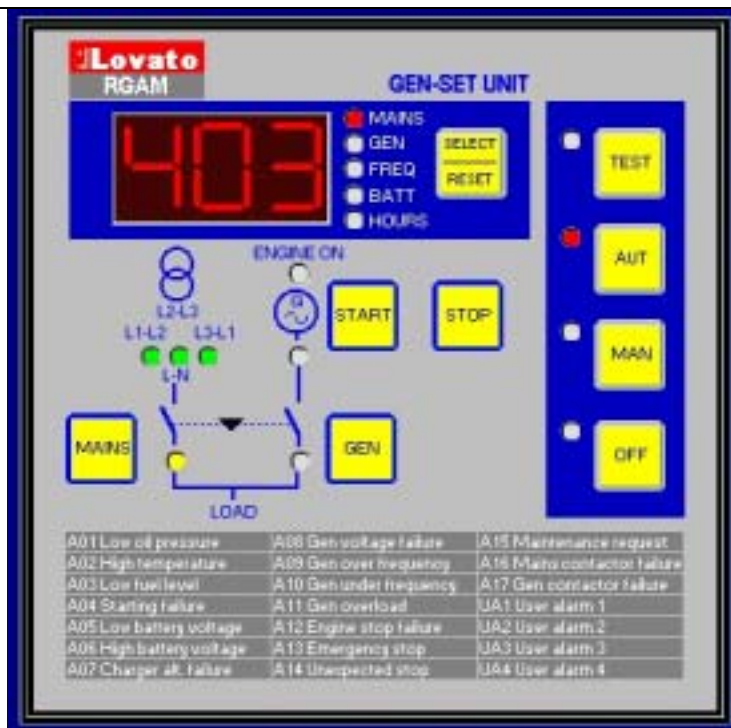 Lovato
RGAM
GEN-SET UNIT
403
MAINS
GEN
FREQ
BATT
HOURS
SELECT
RESET
TEST
AUT
MAN
OFF
ENGINE ON
G
START
STOP
L2-L3
L1-L2 L3-L1
L-N
MAINS
GEN
LOAD
A01 Low oil pressure
A02 High temperature
A03 Low fuel level
A04 Starting failure
A05 Low battery voltage
A06 High battery voltage
A07 Charger alt. failure
A08 Gen voltage failure
A09 Gen over frequency
A10 Gen under frequency
A11 Gen overload
A12 Engine stop failure
A13 Emergency stop
A14 Unexpected stop
A15 Maintenance request
A16 Mains contactor failure
A17 Gen contactor failure
UA1 User alarm 1
UA2 User alarm 2
UA3 User alarm 3
UA4 User alarm 4